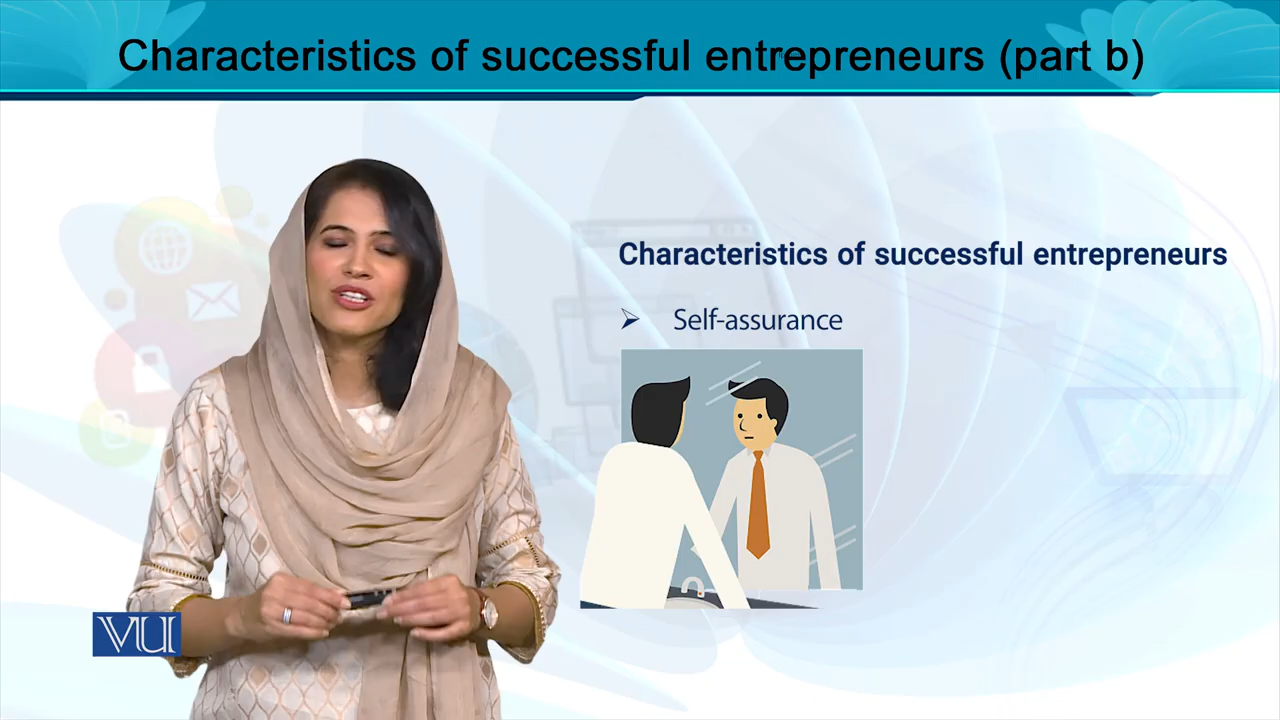 Characteristics of successful entrepreneurs (part b)
Characteristics of successful entrepreneurs
Self-assurance
VU